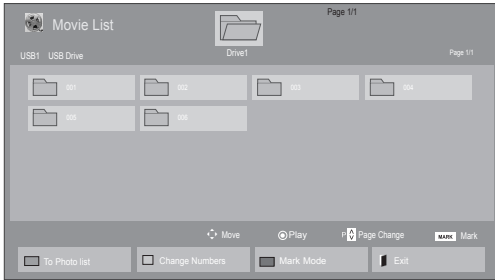 Page 1/1
Movie List
USB1 USB Drive
Drive1
Page 1/1
001 002 003 004
005 006
Move Play P Page Change MARK Mark
To Photo list Change Numbers Mark Mode Exit